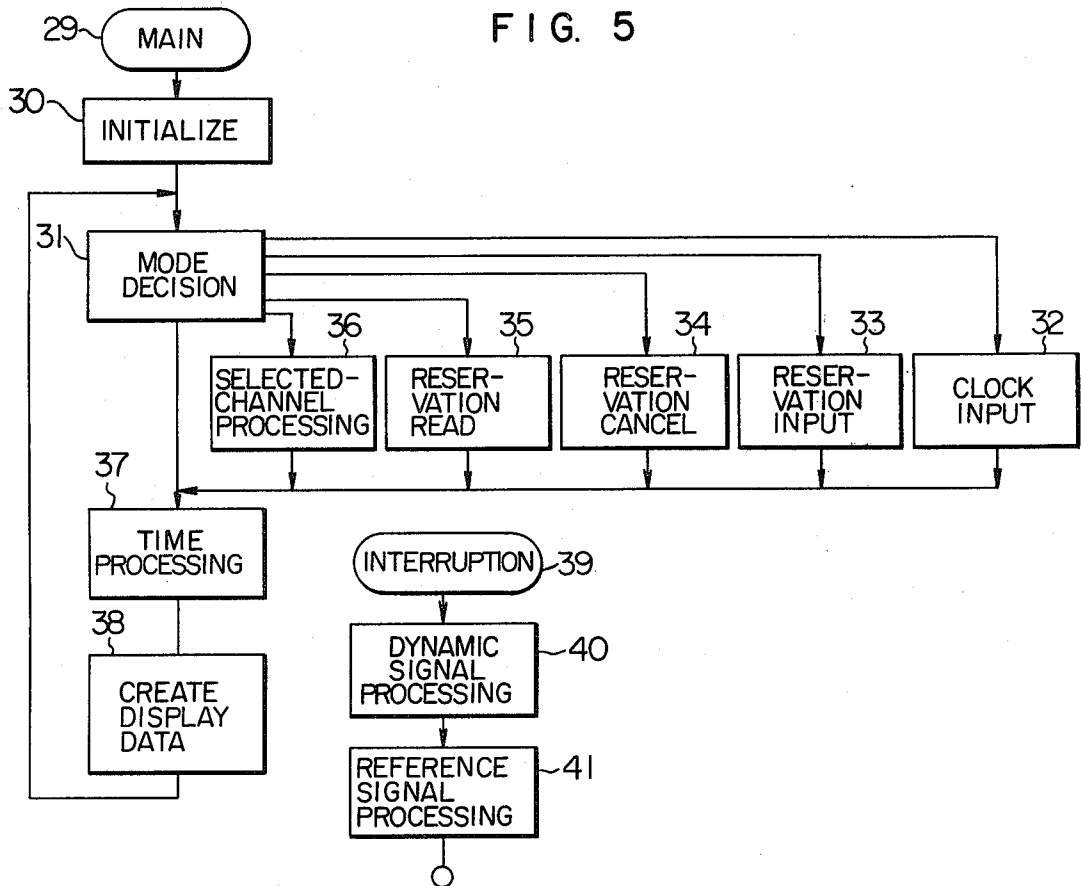 FIG. 5
29
MAIN
30
INITIALIZE
31
MODE
DECISION
36
SELECTED-
CHANNEL
PROCESSING
35
RESER-
VATION
READ
34
RESER-
VATION
CANCEL
33
RESER-
VATION
INPUT
32
CLOCK
INPUT
37
TIME
PROCESSING
38
CREATE
DISPLAY
DATA
INTERRUPTION
39
DYNAMIC
SIGNAL
PROCESSING
40
REFERENCE
SIGNAL
PROCESSING
41